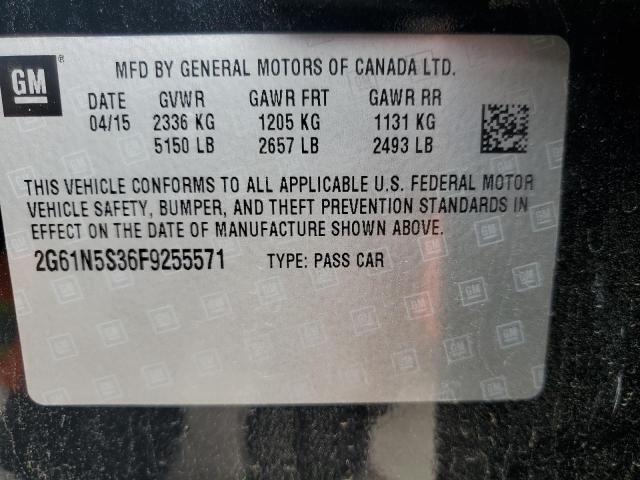 GM
MFD BY GENERAL MOTORS OF CANADA LTD.
DATE GVWR GAWR FRT GAWR RR
04/15 2336 KG 1205 KG 1131 KG
5150 LB 2657 LB 2493 LB
THIS VEHICLE CONFORMS TO ALL APPLICABLE U.S. FEDERAL MOTOR
VEHICLE SAFETY, BUMPER, AND THEFT PREVENTION STANDARDS IN
EFFECT ON THE DATE OF MANUFACTURE SHOWN ABOVE.
2G61N5S36F9255571 TYPE: PASS CAR